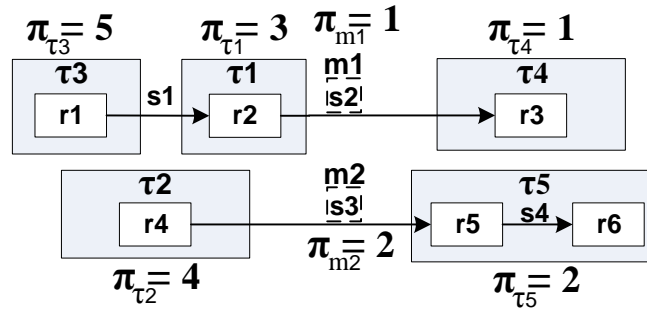 π_τ3 = 5 π_τ1 = 3 π_m1 = 1 π_τ4 = 1
τ3 τ1 m1 τ4
r1 s1 r2 s2 r3
τ2 m2 τ5
r4 s3 r5 s4 r6
π_τ2 = 4 π_m2 = 2 π_τ5 = 2